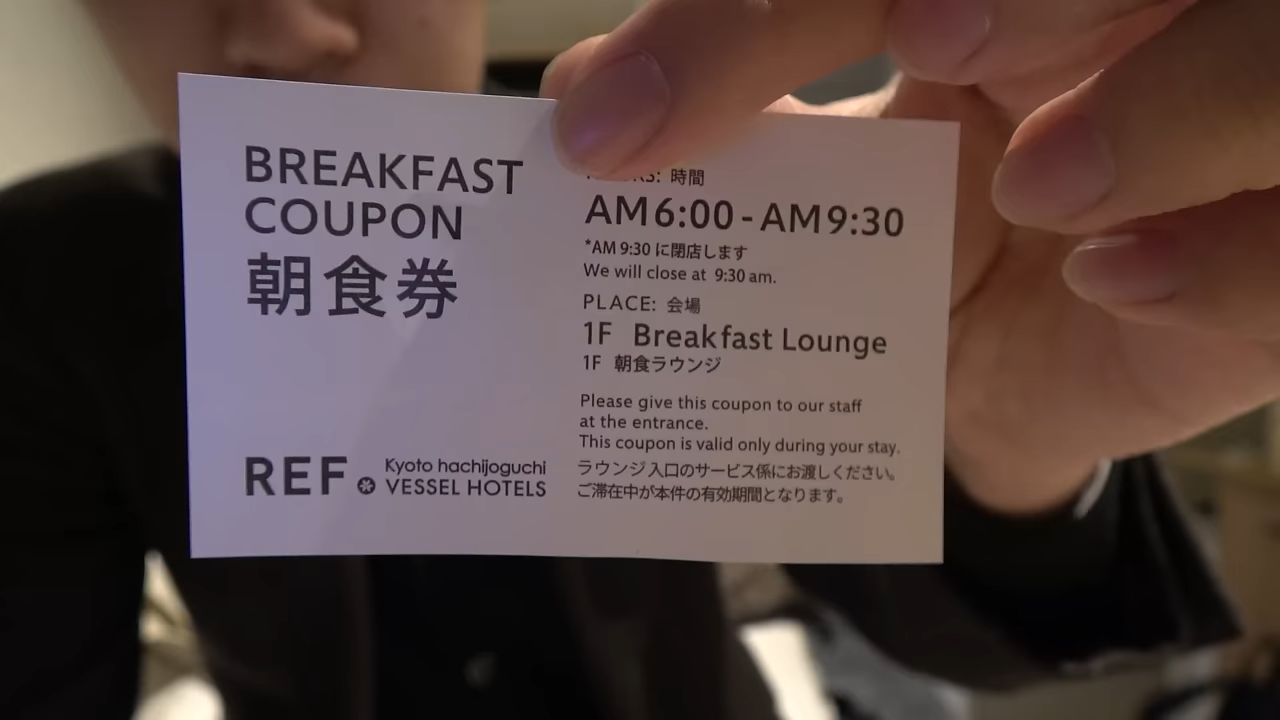 BREAKFAST
COUPON
朝食券
REF Kyoto hachijoguchi
VESSEL HOTELS
時間
AM 6:00 - AM 9:30
*AM 9:30 に閉店します
We will close at 9:30 am.
PLACE: 会場
1F Breakfast Lounge
1F 朝食ラウンジ
Please give this coupon to our staff
at the entrance.
This coupon is valid only during your stay.
ラウンジ入口のサービス係にお渡しください。
ご滞在中が本件の有効期間となります。